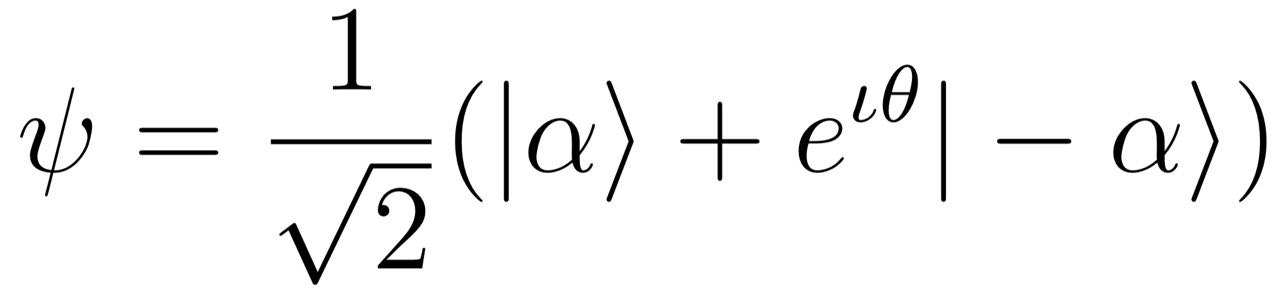 ψ = 1/√2 (|α⟩ + e^{ιθ}| − α⟩)